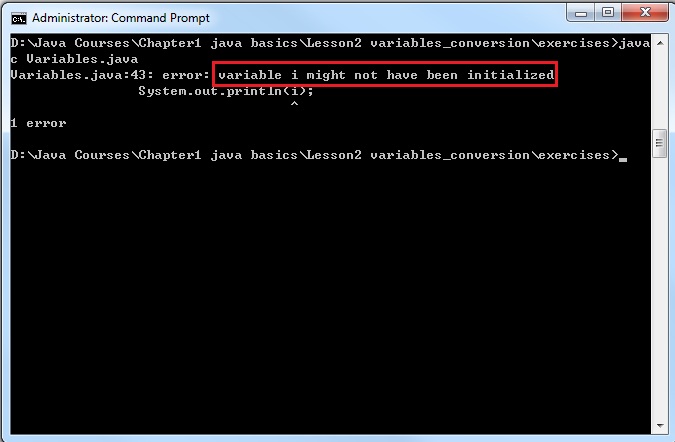 Administrator: Command Prompt
D:\Java Courses\Chapter1 java basics\Lesson2 variables_conversion\exercises>java
c Variables.java
Variables.java:43: error: variable i might not have been initialized
                System.out.println(i);
                                   ^
1 error
D:\Java Courses\Chapter1 java basics\Lesson2 variables_conversion\exercises>_